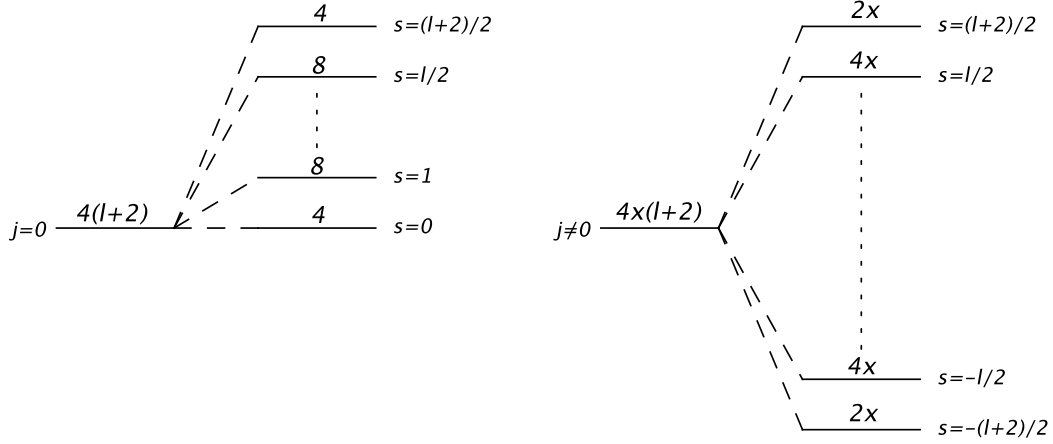 4
s=(l+2)/2
8
s=l/2
8
s=1
j=0
4(l+2)
4
s=0
2x
s=(l+2)/2
4x
s=l/2
j≠0
4x(l+2)
4x
s=–l/2
2x
s=–(l+2)/2